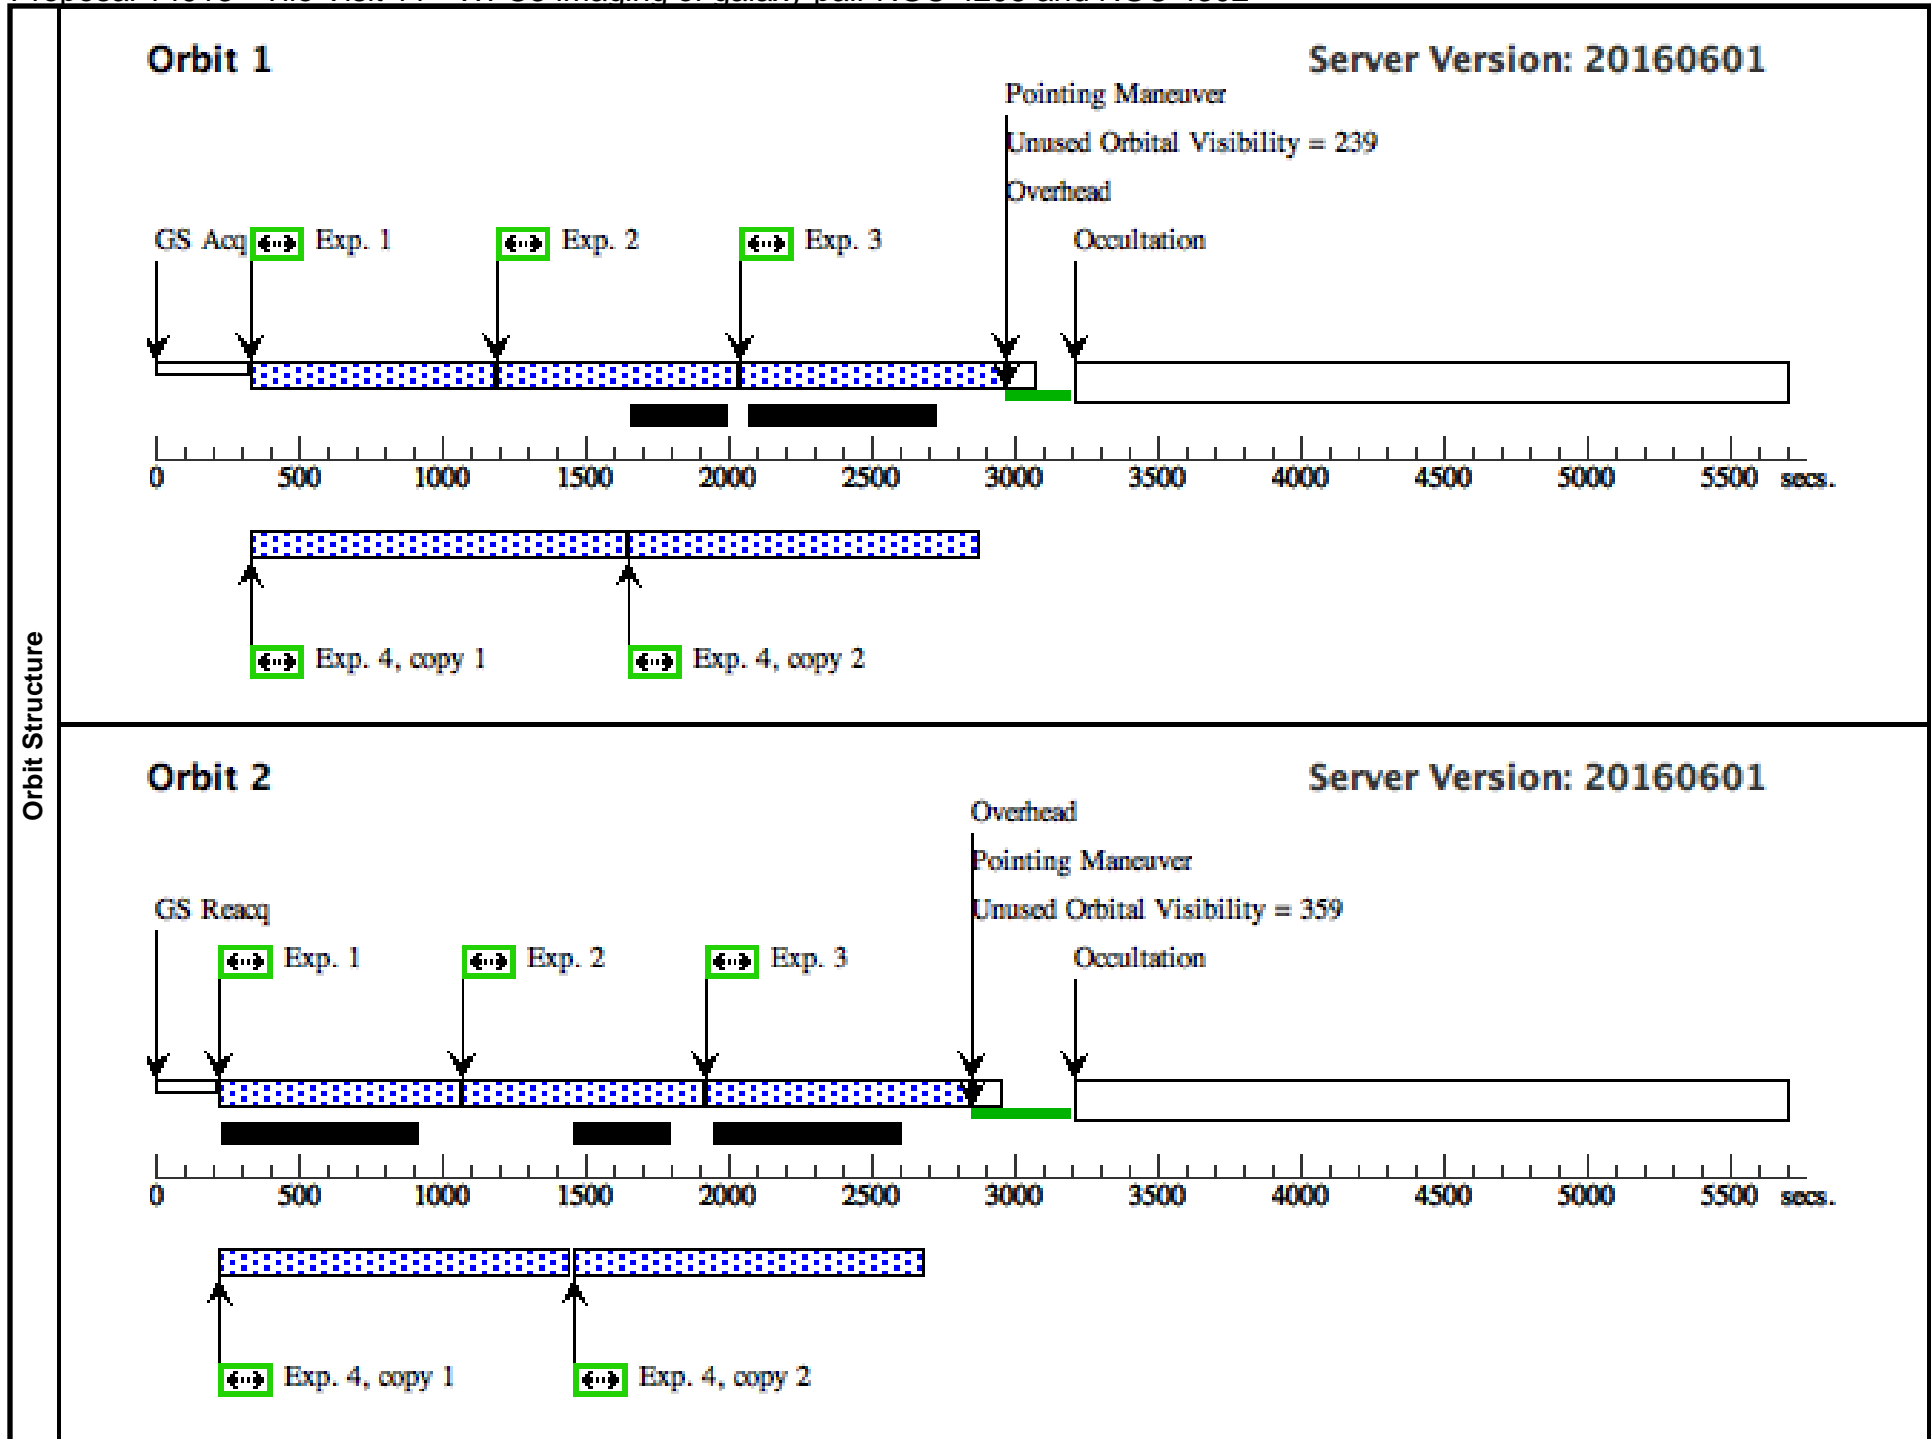 Orbit Structure
Orbit 1
Server Version: 20160601
Pointing Maneuver
Unused Orbital Visibility = 239
Overhead
GS Acq
Exp. 1
Exp. 2
Exp. 3
Occultation
0 500 1000 1500 2000 2500 3000 3500 4000 4500 5000 5500 secs.
Exp. 4, copy 1
Exp. 4, copy 2
Orbit 2
Server Version: 20160601
Overhead
Pointing Maneuver
Unused Orbital Visibility = 359
GS Reacq
Exp. 1
Exp. 2
Exp. 3
Occultation
0 500 1000 1500 2000 2500 3000 3500 4000 4500 5000 5500 secs.
Exp. 4, copy 1
Exp. 4, copy 2